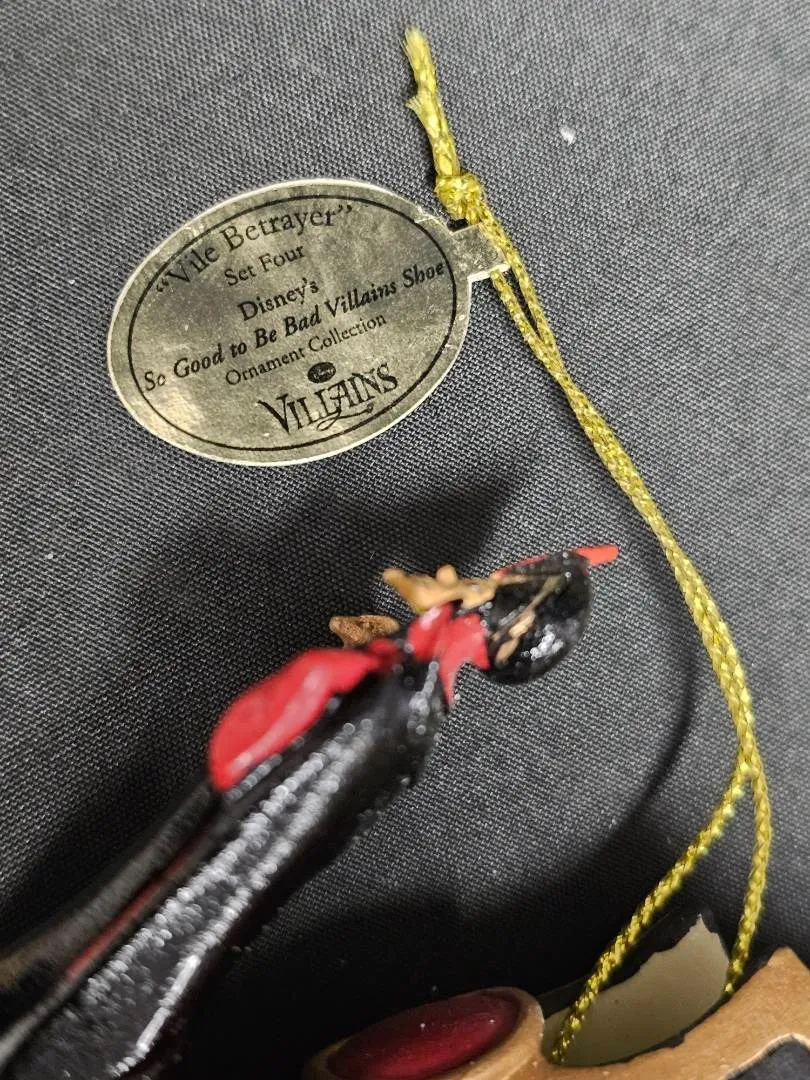 “Vile Betrayer”
Set Four
Disney's
So Good to Be Bad Villains Shoe
Ornament Collection
VILLAINS